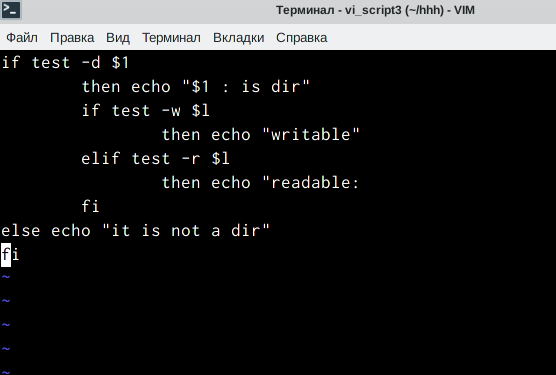 Терминал - vi_script3 (~/hhh) - VIM
Файл Правка Вид Терминал Вкладки Справка
if test -d $1
then echo "$1 : is dir"
if test -w $l
then echo "writable"
elif test -r $l
then echo "readable:
fi
else echo "it is not a dir"
fi
~
~
~
~
~